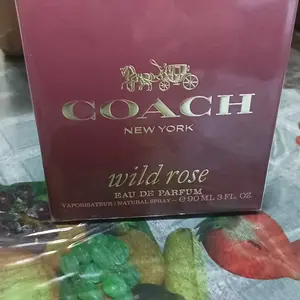 COACH
NEW YORK
wild rose
EAU DE PARFUM
VAPORISATEUR / NATURAL SPRAY - ℮ 90 ML 3 FL. OZ.